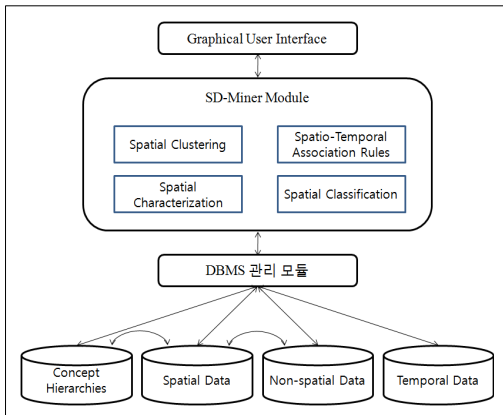 Graphical User Interface
SD-Miner Module
Spatial Clustering
Spatio-Temporal
Association Rules
Spatial
Characterization
Spatial Classification
DBMS 관리 모듈
Concept
Hierarchies
Spatial Data
Non-spatial Data
Temporal Data